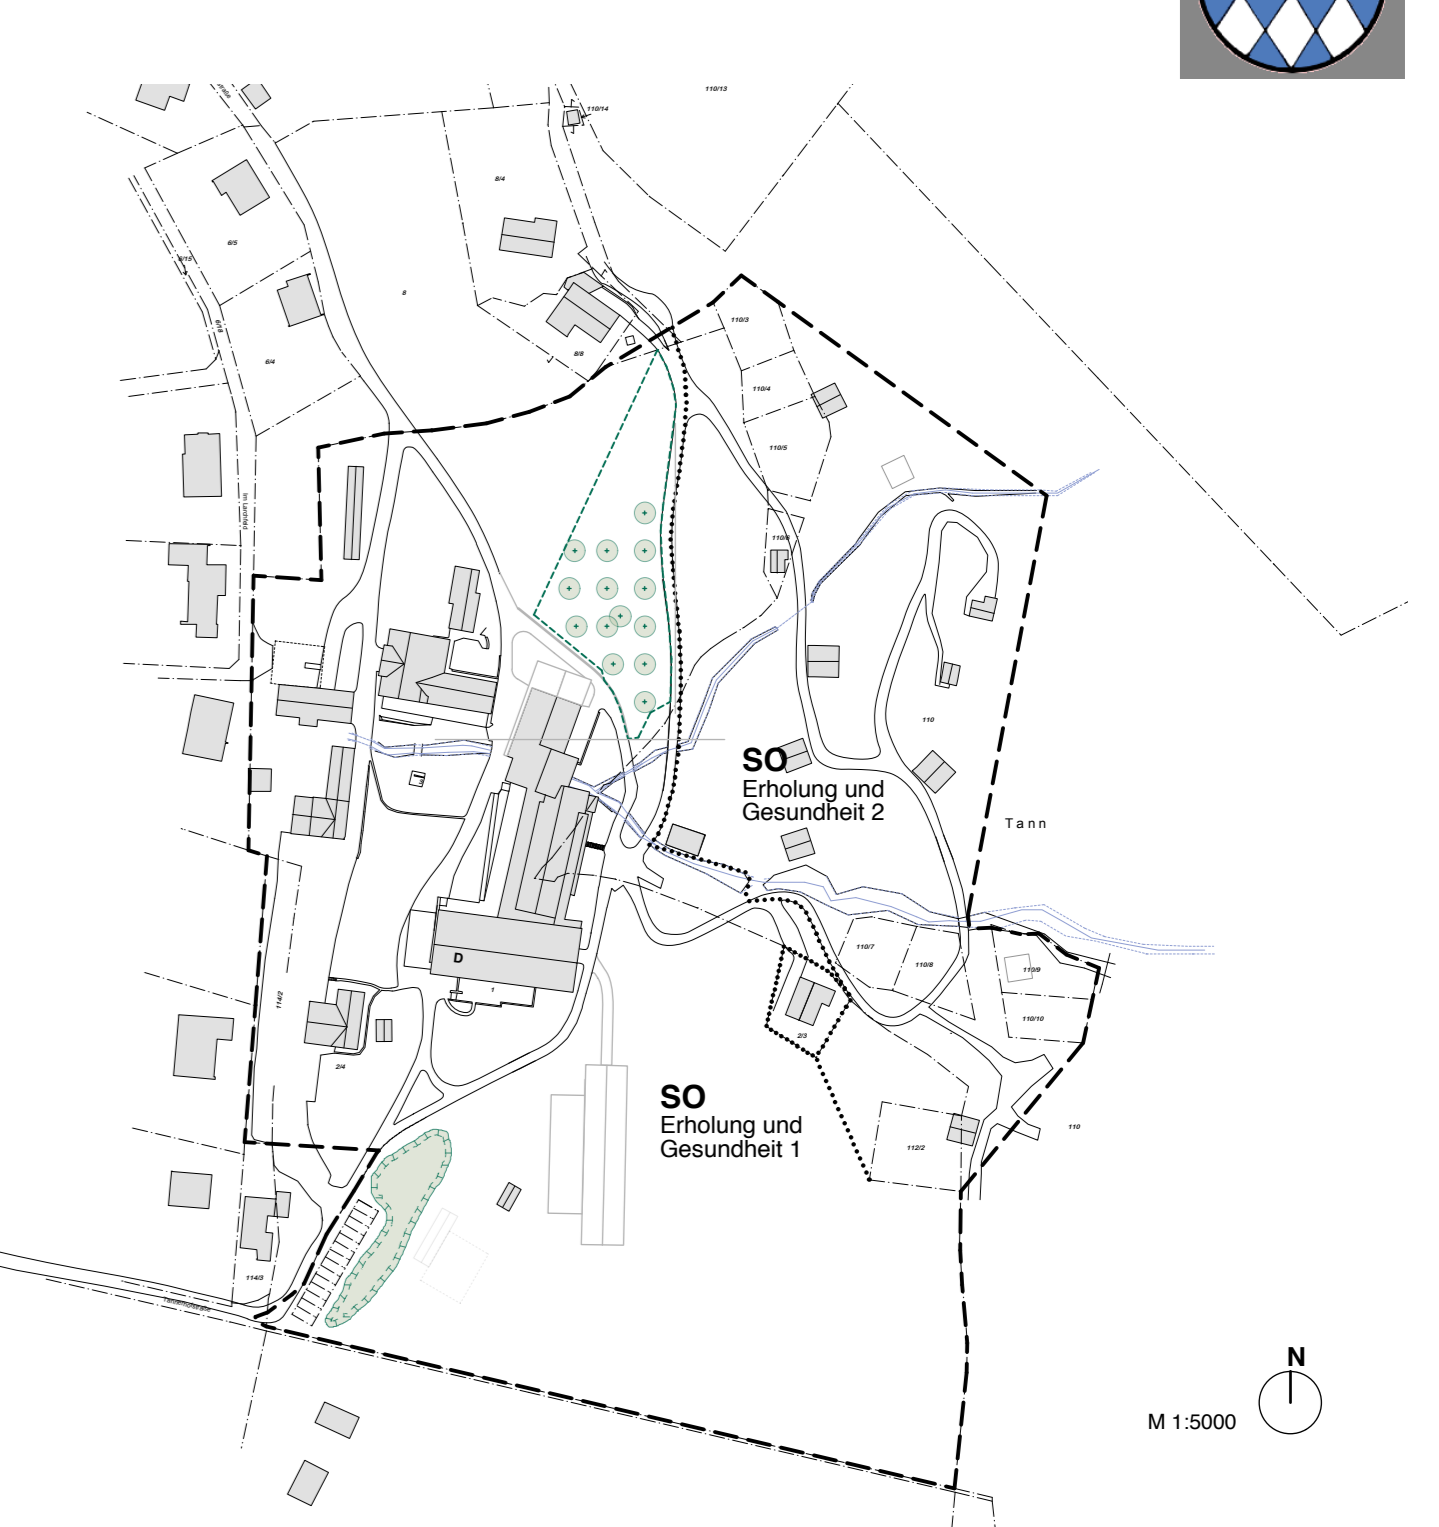 110/13
110/14
8/4
6/5
6/15
8
6/18
110/3
8/8
6/4
110/4
110/5
Im Lärchfeld
110/6
110
SO
Erholung und
Gesundheit 2
Tann
110/7
D
110/8
110/9
1
114/2
110/10
2/3
2/4
SO
Erholung und
Gesundheit 1
110
112/2
114/3
Tannerhofstraße
N
M 1:5000